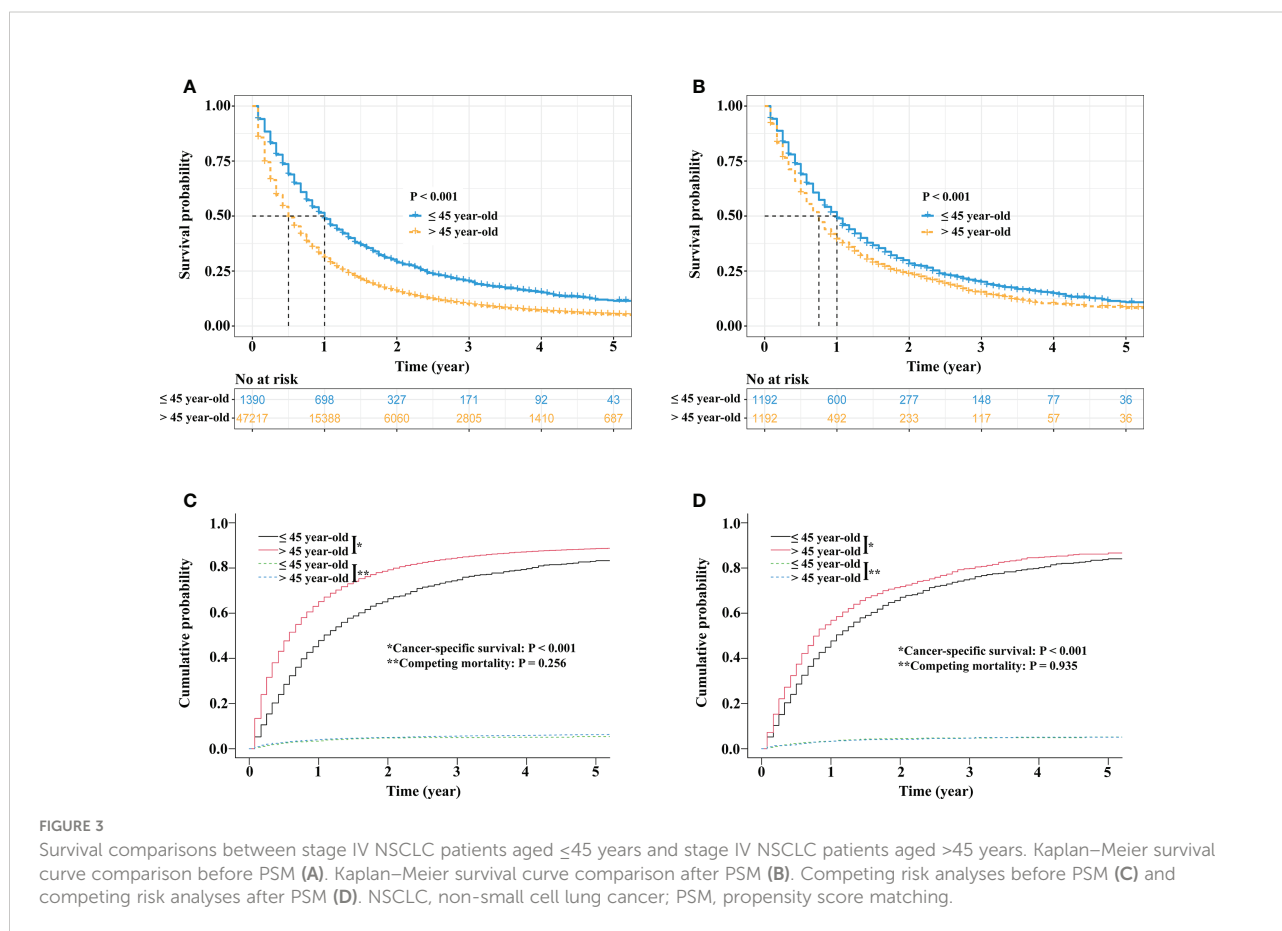 A
1.00
0.75
0.50
0.25
0.00
Survival probability
P < 0.001
≤ 45 year-old
> 45 year-old
0 1 2 3 4 5
Time (year)
No at risk
≤ 45 year-old 1390 698 327 171 92 43
> 45 year-old 47217 15388 6060 2805 1410 687
B
1.00
0.75
0.50
0.25
0.00
Survival probability
P < 0.001
≤ 45 year-old
> 45 year-old
0 1 2 3 4 5
Time (year)
No at risk
≤ 45 year-old 1192 600 277 148 77 36
> 45 year-old 1192 492 233 117 57 36
C
1.0
0.8
0.6
0.4
0.2
0.0
Cumulative probability
≤ 45 year-old
> 45 year-old
*
≤ 45 year-old
> 45 year-old
**
*Cancer-specific survival: P < 0.001
**Competing mortality: P = 0.256
0 1 2 3 4 5
Time (year)
D
1.0
0.8
0.6
0.4
0.2
0.0
Cumulative probability
≤ 45 year-old
> 45 year-old
*
≤ 45 year-old
> 45 year-old
**
*Cancer-specific survival: P < 0.001
**Competing mortality: P = 0.935
0 1 2 3 4 5
Time (year)
FIGURE 3
Survival comparisons between stage IV NSCLC patients aged ≤45 years and stage IV NSCLC patients aged >45 years. Kaplan–Meier survival
curve comparison before PSM (A). Kaplan–Meier survival curve comparison after PSM (B). Competing risk analyses before PSM (C) and
competing risk analyses after PSM (D). NSCLC, non-small cell lung cancer; PSM, propensity score matching.